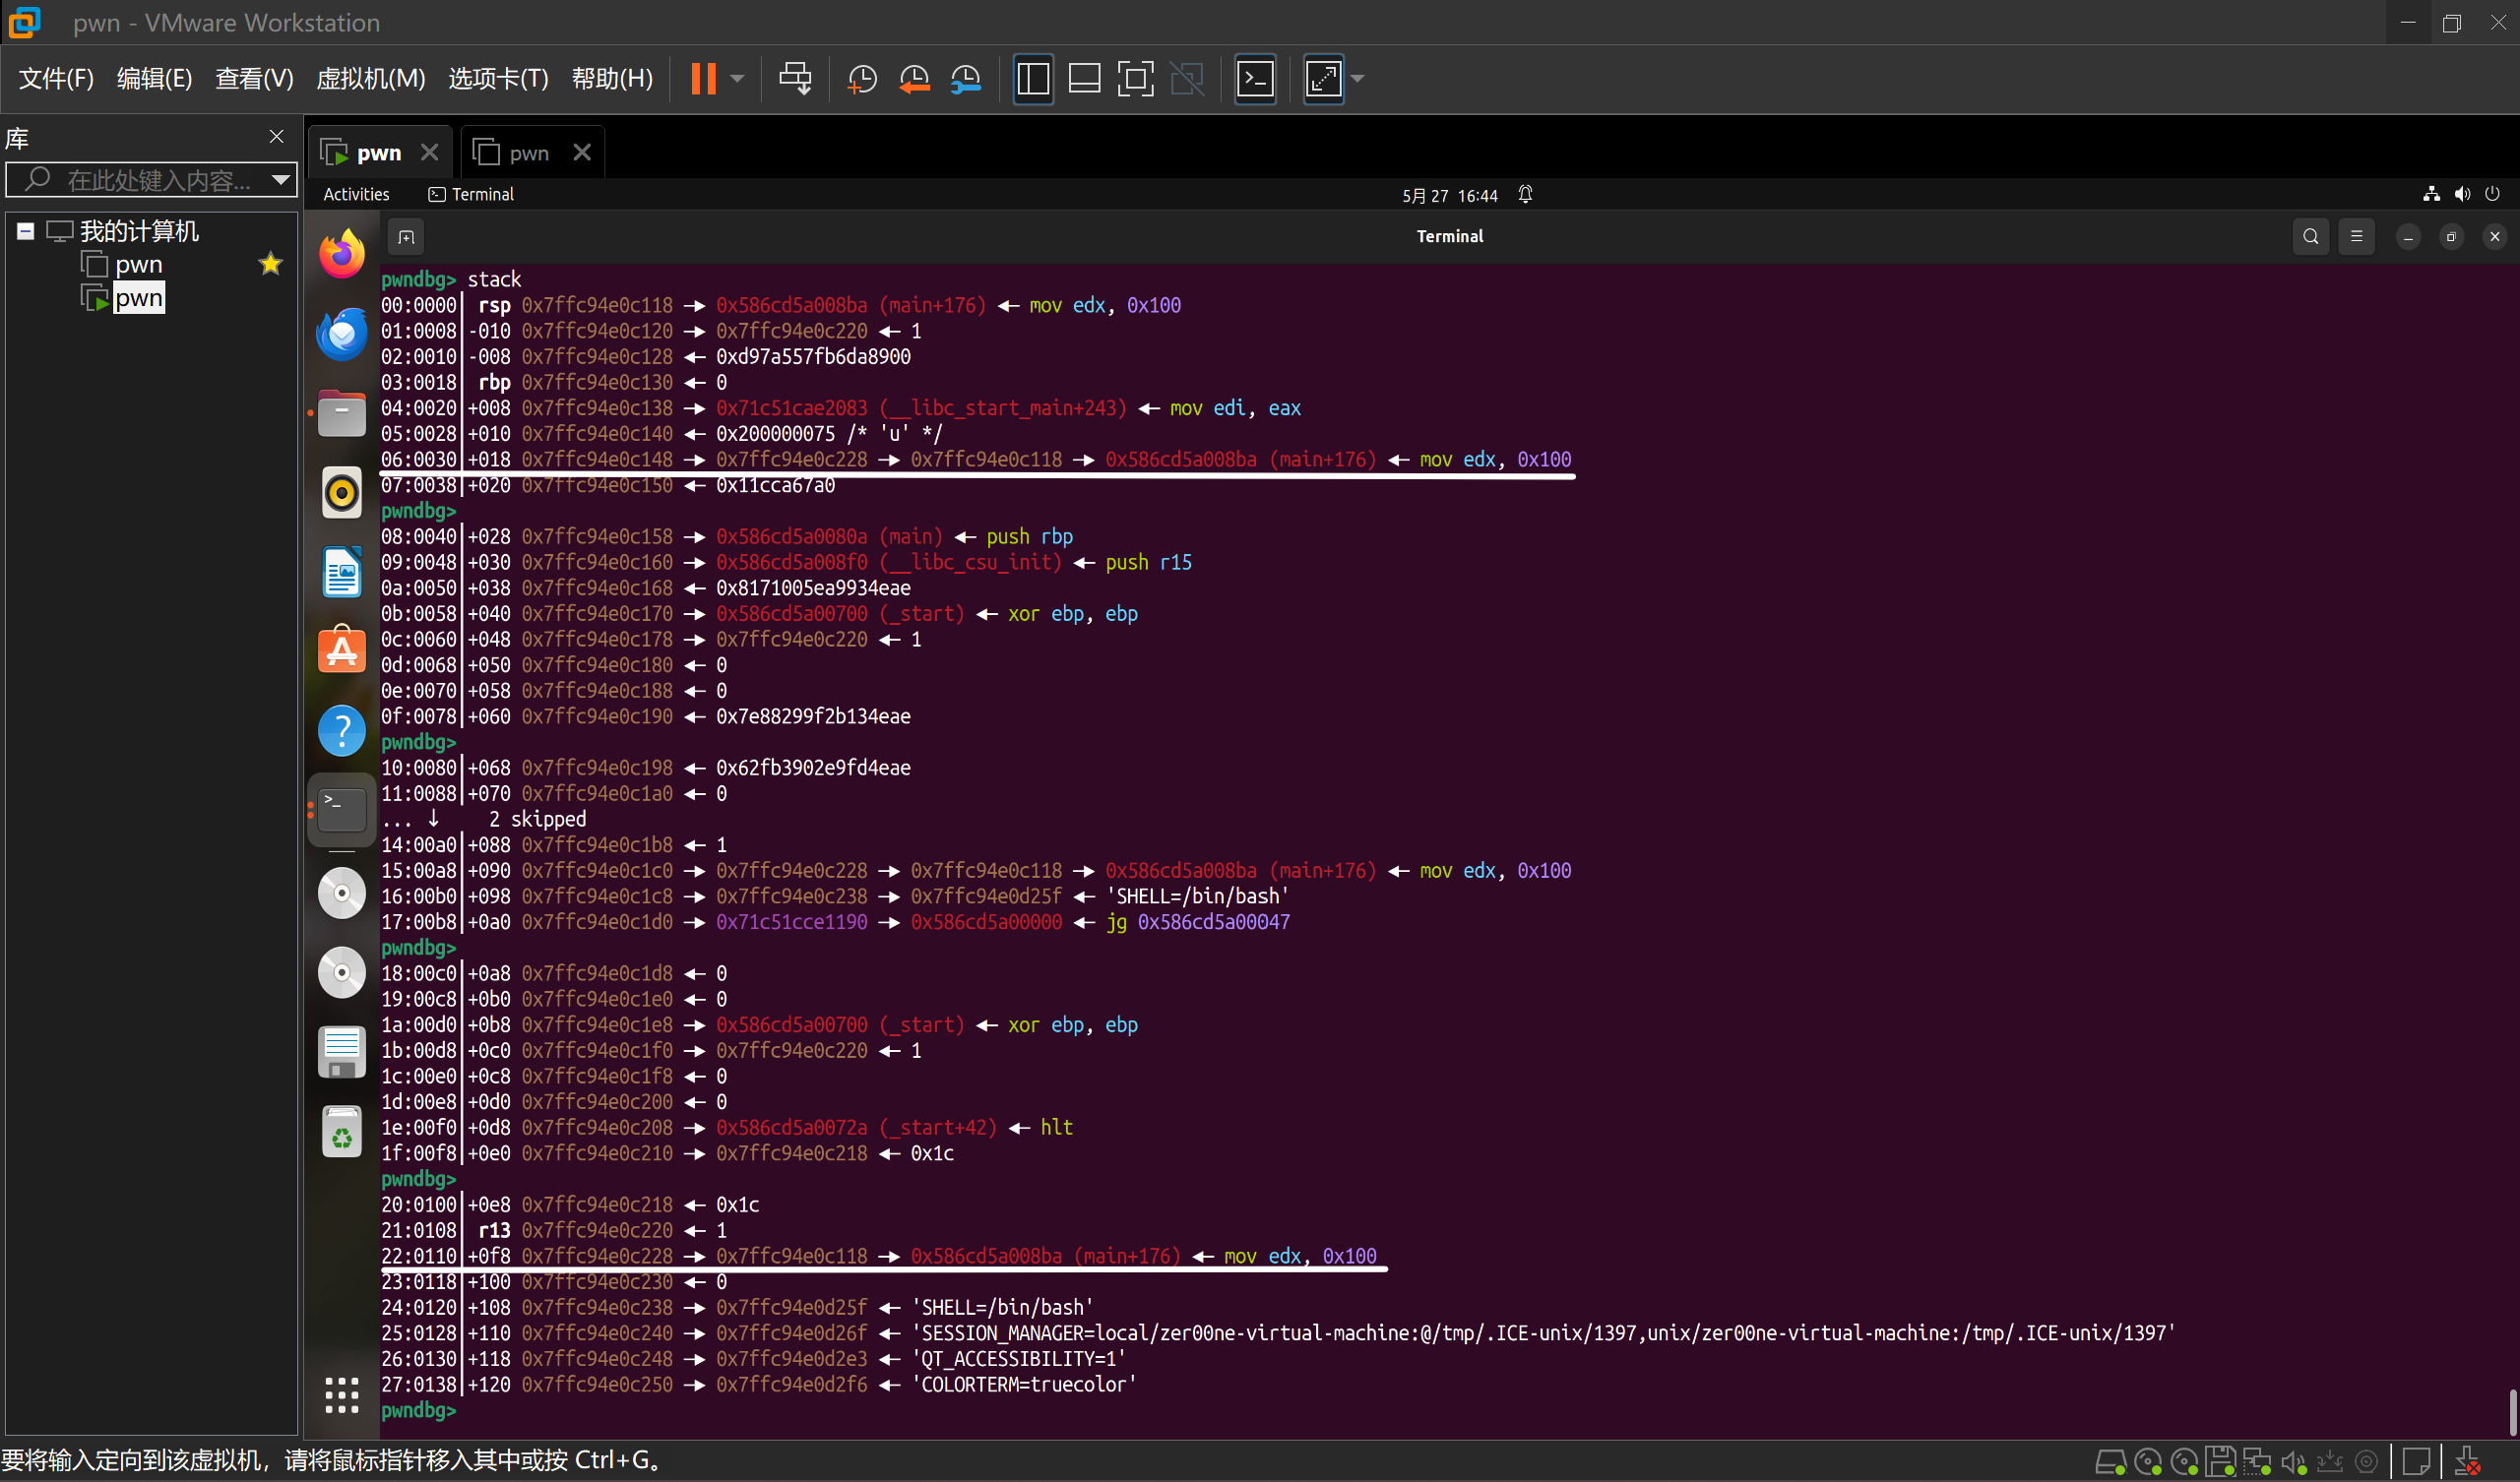 pwn - VMware Workstation
文件(F) 编辑(E) 查看(V) 虚拟机(M) 选项卡(T) 帮助(H)
库
在此处键入内容...
我的计算机
pwn
pwn
pwn
pwn
Activities
Terminal
5月 27 16:44
Terminal
pwndbg> stack
00:0000│ rsp 0x7ffc94e0c118 —▸ 0x586cd5a008ba (main+176) ◂— mov edx, 0x100
01:0008│-010 0x7ffc94e0c120 —▸ 0x7ffc94e0c220 ◂— 1
02:0010│-008 0x7ffc94e0c128 ◂— 0xd97a557fb6da8900
03:0018│ rbp 0x7ffc94e0c130 ◂— 0
04:0020│+008 0x7ffc94e0c138 —▸ 0x71c51cae2083 (__libc_start_main+243) ◂— mov edi, eax
05:0028│+010 0x7ffc94e0c140 ◂— 0x200000075 /* 'u' */
06:0030│+018 0x7ffc94e0c148 —▸ 0x7ffc94e0c228 —▸ 0x7ffc94e0c118 —▸ 0x586cd5a008ba (main+176) ◂— mov edx, 0x100
07:0038│+020 0x7ffc94e0c150 ◂— 0x11cca67a0
pwndbg>
08:0040│+028 0x7ffc94e0c158 —▸ 0x586cd5a0080a (main) ◂— push rbp
09:0048│+030 0x7ffc94e0c160 —▸ 0x586cd5a008f0 (__libc_csu_init) ◂— push r15
0a:0050│+038 0x7ffc94e0c168 ◂— 0x8171005ea9934eae
0b:0058│+040 0x7ffc94e0c170 —▸ 0x586cd5a00700 (_start) ◂— xor ebp, ebp
0c:0060│+048 0x7ffc94e0c178 —▸ 0x7ffc94e0c220 ◂— 1
0d:0068│+050 0x7ffc94e0c180 ◂— 0
0e:0070│+058 0x7ffc94e0c188 ◂— 0
0f:0078│+060 0x7ffc94e0c190 ◂— 0x7e88299f2b134eae
pwndbg>
10:0080│+068 0x7ffc94e0c198 ◂— 0x62fb3902e9fd4eae
11:0088│+070 0x7ffc94e0c1a0 ◂— 0
... ↓ 2 skipped
14:00a0│+088 0x7ffc94e0c1b8 ◂— 1
15:00a8│+090 0x7ffc94e0c1c0 —▸ 0x7ffc94e0c228 —▸ 0x7ffc94e0c118 —▸ 0x586cd5a008ba (main+176) ◂— mov edx, 0x100
16:00b0│+098 0x7ffc94e0c1c8 —▸ 0x7ffc94e0c238 —▸ 0x7ffc94e0d25f ◂— 'SHELL=/bin/bash'
17:00b8│+0a0 0x7ffc94e0c1d0 —▸ 0x71c51cce1190 —▸ 0x586cd5a00000 ◂— jg 0x586cd5a00047
pwndbg>
18:00c0│+0a8 0x7ffc94e0c1d8 ◂— 0
19:00c8│+0b0 0x7ffc94e0c1e0 ◂— 0
1a:00d0│+0b8 0x7ffc94e0c1e8 —▸ 0x586cd5a00700 (_start) ◂— xor ebp, ebp
1b:00d8│+0c0 0x7ffc94e0c1f0 —▸ 0x7ffc94e0c220 ◂— 1
1c:00e0│+0c8 0x7ffc94e0c1f8 ◂— 0
1d:00e8│+0d0 0x7ffc94e0c200 ◂— 0
1e:00f0│+0d8 0x7ffc94e0c208 —▸ 0x586cd5a0072a (_start+42) ◂— hlt
1f:00f8│+0e0 0x7ffc94e0c210 —▸ 0x7ffc94e0c218 ◂— 0x1c
pwndbg>
20:0100│+0e8 0x7ffc94e0c218 ◂— 0x1c
21:0108│ r13 0x7ffc94e0c220 ◂— 1
22:0110│+0f8 0x7ffc94e0c228 —▸ 0x7ffc94e0c118 —▸ 0x586cd5a008ba (main+176) ◂— mov edx, 0x100
23:0118│+100 0x7ffc94e0c230 ◂— 0
24:0120│+108 0x7ffc94e0c238 —▸ 0x7ffc94e0d25f ◂— 'SHELL=/bin/bash'
25:0128│+110 0x7ffc94e0c240 —▸ 0x7ffc94e0d26f ◂— 'SESSION_MANAGER=local/zer00ne-virtual-machine:@/tmp/.ICE-unix/1397,unix/zer00ne-virtual-machine:/tmp/.ICE-unix/1397'
26:0130│+118 0x7ffc94e0c248 —▸ 0x7ffc94e0d2e3 ◂— 'QT_ACCESSIBILITY=1'
27:0138│+120 0x7ffc94e0c250 —▸ 0x7ffc94e0d2f6 ◂— 'COLORTERM=truecolor'
pwndbg>
要将输入定向到该虚拟机，请将鼠标指针移入其中或按 Ctrl+G。